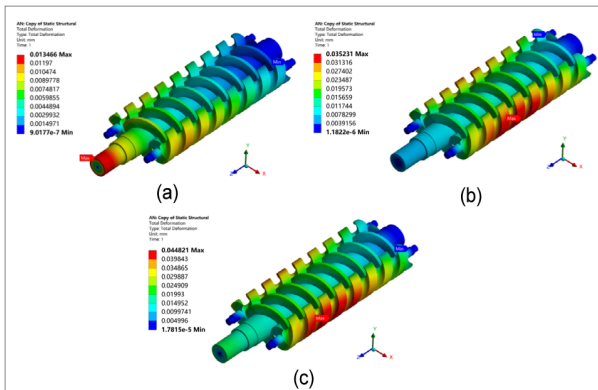 AN: Copy of Static Structural
Total Deformation
Type: Total Deformation
Unit: mm
Time: 1
0.013466 Max
0.01197
0.010474
0.0089778
0.0074817
0.0059855
0.0044894
0.0029932
0.0014971
9.0177e-7 Min
Min
Max
Y
Z
X
(a)
AN: Copy of Static Structural
Total Deformation
Type: Total Deformation
Unit: mm
Time: 1
0.035231 Max
0.031316
0.027402
0.023487
0.019573
0.015659
0.011744
0.0078299
0.0039156
1.1822e-6 Min
Min
Max
Y
Z
X
(b)
AN: Copy of Static Structural
Total Deformation
Type: Total Deformation
Unit: mm
Time: 1
0.044821 Max
0.039843
0.034865
0.029887
0.024909
0.01993
0.014952
0.0099741
0.004996
1.7815e-5 Min
Min
Max
Y
Z
X
(c)